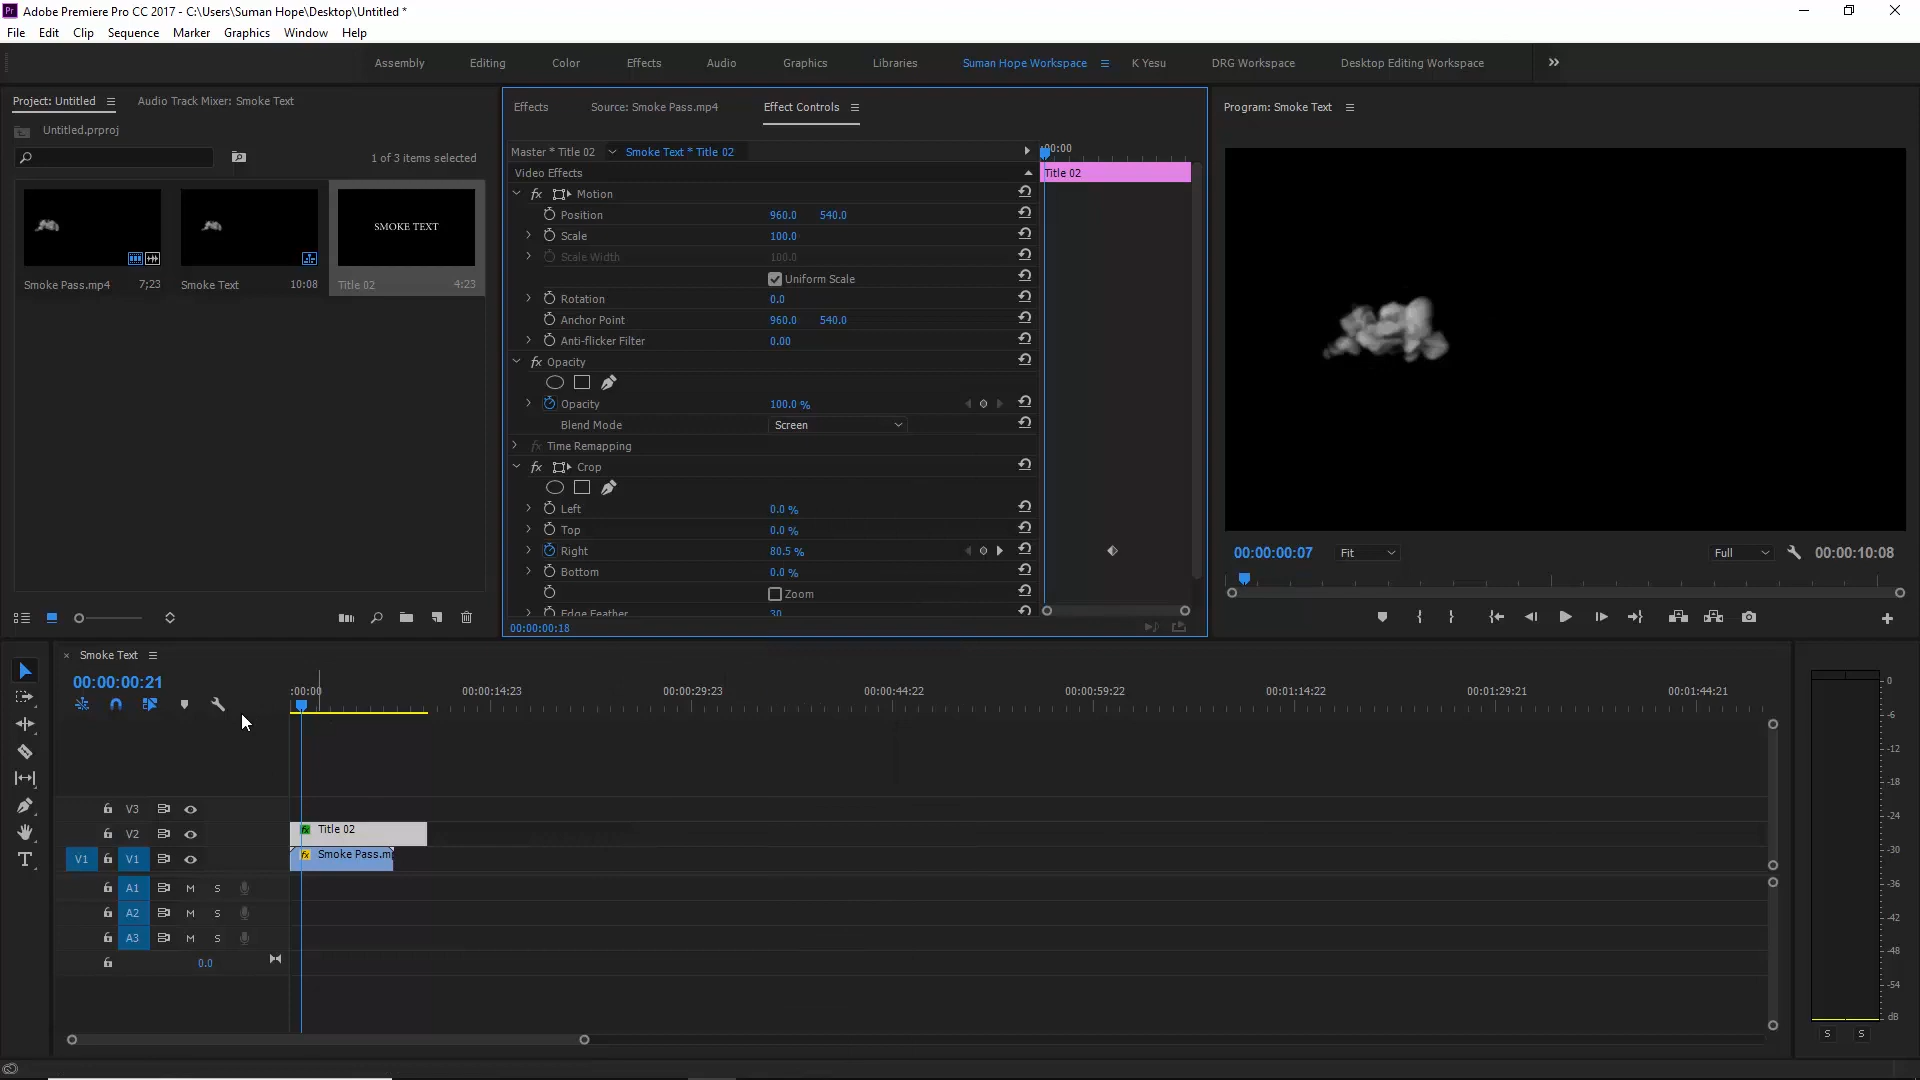 Adobe Premiere Pro CC 2017 - C:\Users\Suman Hope\Desktop\Untitled *
File Edit Clip Sequence Marker Graphics Window Help
Assembly Editing Color Effects Audio Graphics Libraries Suman Hope Workspace K Yesu DRG Workspace Desktop Editing Workspace
Project: Untitled Audio Track Mixer: Smoke Text
Untitled.prproj
1 of 3 items selected
SMOKE TEXT
Smoke Pass.mp4 7;23 Smoke Text 10:08 Title 02 4:23
Effects Source: Smoke Pass.mp4 Effect Controls
Master * Title 02 Smoke Text * Title 02 :00:00
Video Effects Title 02
fx Motion
Position 960.0 540.0
Scale 100.0
Scale Width 100.0
Uniform Scale
Rotation 0.0
Anchor Point 960.0 540.0
Anti-flicker Filter 0.00
fx Opacity
Opacity 100.0 %
Blend Mode Screen
fx Time Remapping
fx Crop
Left 0.0 %
Top 0.0 %
Right 80.5 %
Bottom 0.0 %
Zoom
Edge Feather 30
00:00:00:18
Program: Smoke Text
00:00:00:07 Fit Full 00:00:10:08
Smoke Text
00:00:00:21
:00:00 00:00:14:23 00:00:29:23 00:00:44:22 00:00:59:22 00:01:14:22 00:01:29:21 00:01:44:21
V3
V2 fx Title 02
V1 V1 fx Smoke Pass.m
A1 M S
A2 M S
A3 M S
0.0
0
-6
-12
-18
-24
-30
-36
-42
-48
-54
dB
S S